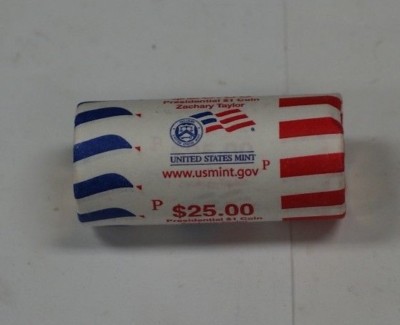 Presidential $1 Coin
Zachary Taylor
UNITED STATES MINT
www.usmint.gov P
P $25.00
Presidential $1 Coin